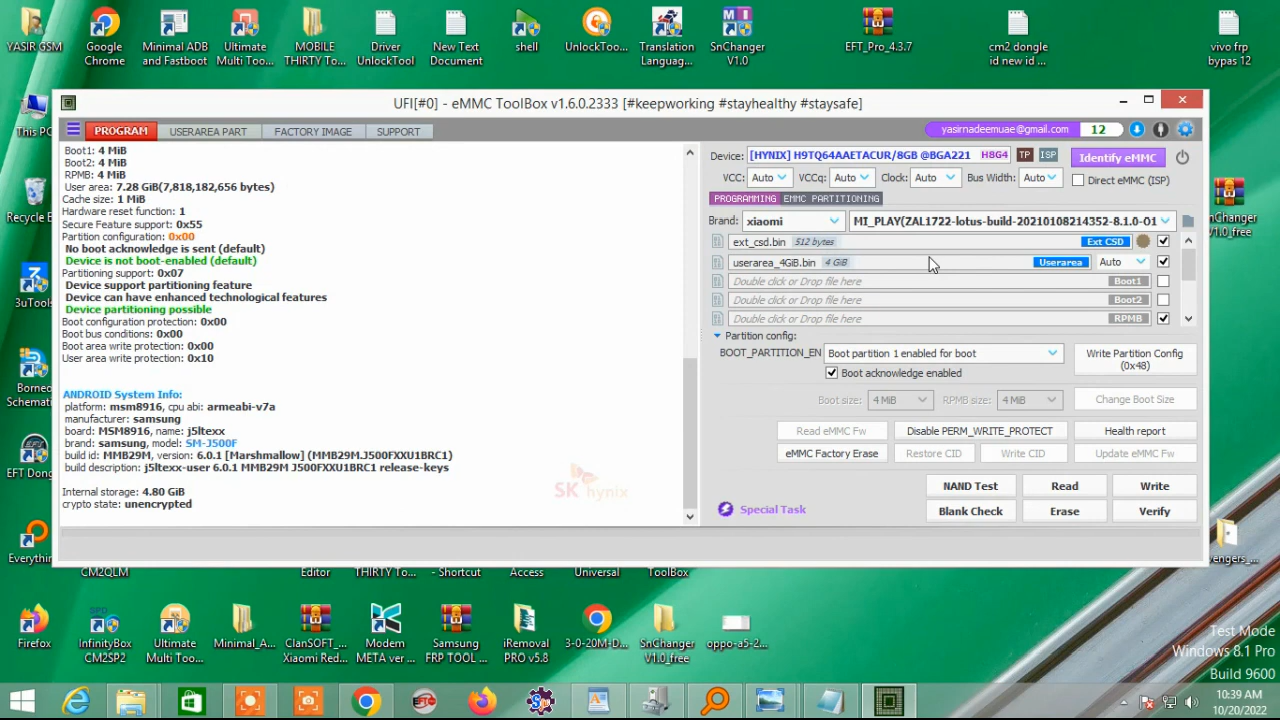 YASIR GSM
Google Chrome
Minimal ADB and Fastboot
Ultimate Multi Too...
MOBILE THIRTY To...
Driver UnlockTool
New Text Document
shell
UnlockToo...
Translation Languag...
SnChanger V1.0
EFT_Pro_4.3.7
cm2 dongle id new id ...
vivo frp bypas 12
UFI[#0] - eMMC ToolBox v1.6.0.2333 [#keepworking #stayhealthy #staysafe]
PROGRAM USERAREA PART FACTORY IMAGE SUPPORT
yasirnadeemuae@gmail.com 12
Boot1: 4 MiB
Boot2: 4 MiB
RPMB: 4 MiB
User area: 7.28 GiB(7,818,182,656 bytes)
Cache size: 1 MiB
Hardware reset function: 1
Secure Feature support: 0x55
Partition configuration: 0x00
No boot acknowledge is sent (default)
Device is not boot-enabled (default)
Partitioning support: 0x07
Device support partitioning feature
Device can have enhanced technological features
Device partitioning possible
Boot configuration protection: 0x00
Boot bus conditions: 0x00
Boot area write protection: 0x00
User area write protection: 0x10
ANDROID System Info:
platform: msm8916, cpu abi: armeabi-v7a
manufacturer: samsung
board: MSM8916, name: j5ltexx
brand: samsung, model: SM-J500F
build id: MMB29M, version: 6.0.1 [Marshmallow] (MMB29M.J500FXXU1BRC1)
build description: j5ltexx-user 6.0.1 MMB29M J500FXXU1BRC1 release-keys
Internal storage: 4.80 GiB
crypto state: unencrypted
SK hynix
Device: [HYNIX] H9TQ64AAETACUR/8GB @BGA221 H8G4 TP ISP Identify eMMC
VCC: Auto VCCq: Auto Clock: Auto Bus Width: Auto Direct eMMC (ISP)
PROGRAMMING EMMC PARTITIONING
Brand: xiaomi MI_PLAY(ZAL1722-lotus-build-20210108214352-8.1.0-O1
ext_csd.bin 512 bytes Ext CSD
userarea_4GiB.bin 4 GiB Userarea Auto
Double click or Drop file here Boot1
Double click or Drop file here Boot2
Double click or Drop file here RPMB
Partition config:
BOOT_PARTITION_EN Boot partition 1 enabled for boot
Write Partition Config (0x48)
Boot acknowledge enabled
Boot size: 4 MiB RPMB size: 4 MiB Change Boot Size
Read eMMC Fw Disable PERM_WRITE_PROTECT Health report
eMMC Factory Erase Restore CID Write CID Update eMMC Fw
NAND Test Read Write
Special Task Blank Check Erase Verify
This PC
Recycle B
3uTools
Borneo
Schematic
EFT Dong
Everything
SnChanger
V1.0_free
vengers_...
CM2QLM
Editor
THIRTY To...
- Shortcut
Access
Universal
ToolBox
Firefox
InfinityBox CM2SP2
Ultimate Multi Too...
Minimal_A...
ClanSOFT_... Xiaomi Red...
Modem META ver ...
Samsung FRP TOOL ...
iRemoval PRO v5.8
3-0-20M-D...
SnChanger V1.0_free
oppo-a5-2...
Test Mode
Windows 8.1 Pro
Build 9600
10:39 AM
10/20/2022